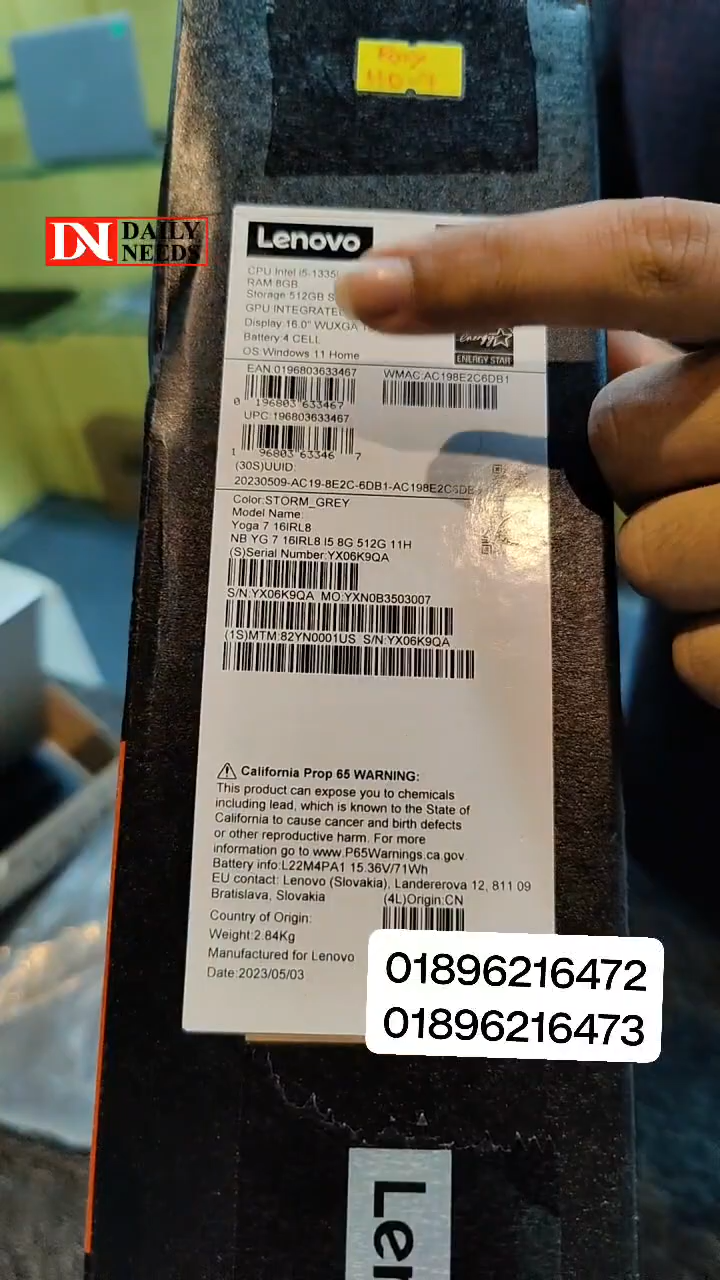 DN DAILY
NEEDS
Lenovo
CPU Intel i5-1335
RAM 8GB
Storage 512GB S
GPU INTEGRATED
Display 16.0" WUXGA
Battery:4 CELL
OS:Windows 11 Home
ENERGY STAR
EAN:0196803633467
WMAC:AC198E2C6DB1
0 196803 633467
UPC:196803633467
1 96803 63346 7
(30S)UUID:
20230509-AC19-8E2C-6DB1-AC198E2C6DB
Color:STORM_GREY
Model Name:
Yoga 7 16IRL8
NB YG 7 16IRL8 I5 8G 512G 11H
(S)Serial Number:YX06K9QA
S/N:YX06K9QA MO:YXN0B3503007
(1S)MTM:82YN0001US S/N:YX06K9QA
California Prop 65 WARNING:
This product can expose you to chemicals
including lead, which is known to the State of
California to cause cancer and birth defects
or other reproductive harm. For more
information go to www.P65Warnings.ca.gov.
Battery info:L22M4PA1 15.36V/71Wh
EU contact: Lenovo (Slovakia), Landererova 12, 811 09
Bratislava, Slovakia
(4L)Origin:CN
Country of Origin:
Weight:2.84Kg
Manufactured for Lenovo
Date:2023/05/03
01896216472
01896216473
Len